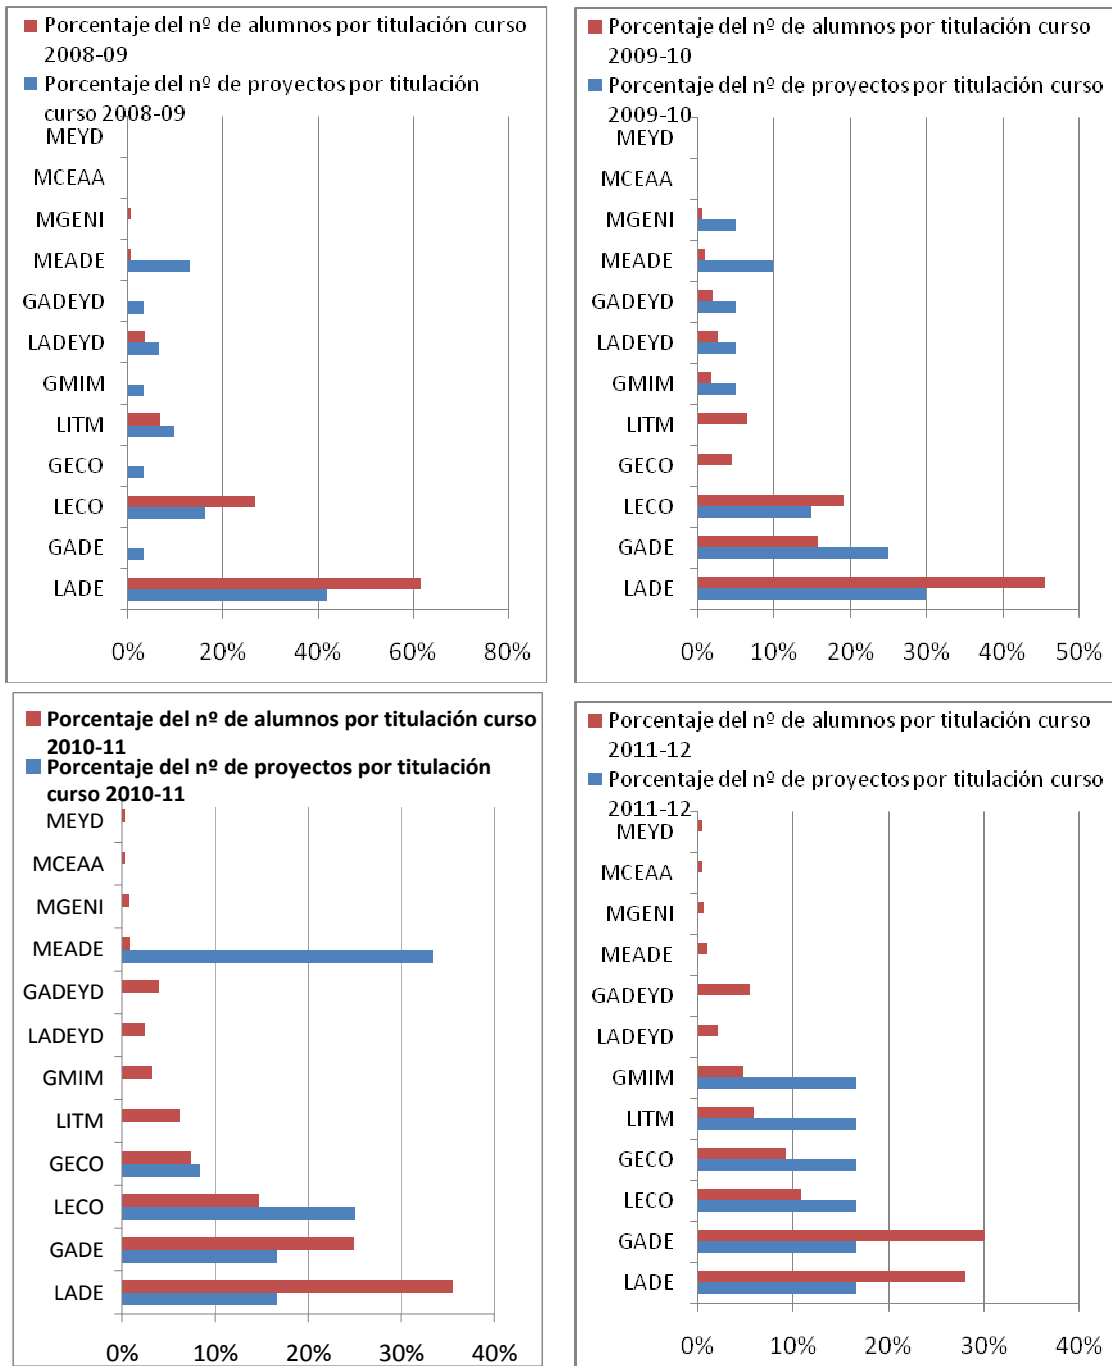 Porcentaje del nº de alumnos por titulación curso
2008-09
Porcentaje del nº de proyectos por titulación
curso 2008-09
MEYD
MCEAA
MGENI
MEADE
GADEYD
LADEYD
GMIM
LITM
GECO
LECO
GADE
LADE
0% 20% 40% 60% 80%
Porcentaje del nº de alumnos por titulación curso
2009-10
Porcentaje del nº de proyectos por titulación curso
2009-10
MEYD
MCEAA
MGENI
MEADE
GADEYD
LADEYD
GMIM
LITM
GECO
LECO
GADE
LADE
0% 10% 20% 30% 40% 50%
Porcentaje del nº de alumnos por titulación curso
2010-11
Porcentaje del nº de proyectos por titulación
curso 2010-11
MEYD
MCEAA
MGENI
MEADE
GADEYD
LADEYD
GMIM
LITM
GECO
LECO
GADE
LADE
0% 10% 20% 30% 40%
Porcentaje del nº de alumnos por titulación curso
2011-12
Porcentaje del nº de proyectos por titulación curso
2011-12
MEYD
MCEAA
MGENI
MEADE
GADEYD
LADEYD
GMIM
LITM
GECO
LECO
GADE
LADE
0% 10% 20% 30% 40%